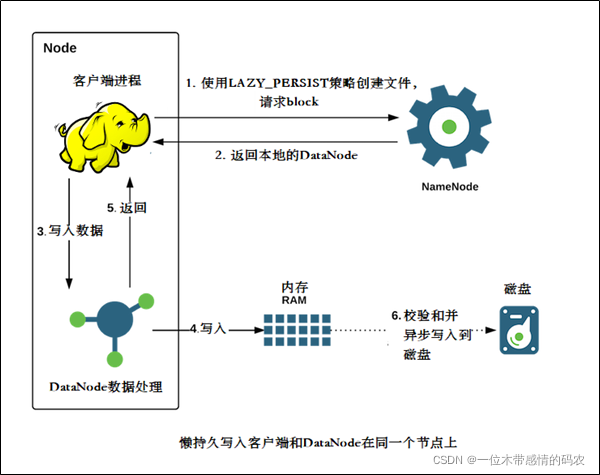 Node
客户端进程
1. 使用LAZY_PERSIST策略创建文件,
请求block
2. 返回本地的DataNode
NameNode
5. 返回
3. 写入数据
内存
RAM
磁盘
4. 写入
6. 校验和并
异步写入到
磁盘
DataNode数据处理
懒持久写入客户端和DataNode在同一个节点上
CSDN @一位木带感情的码农